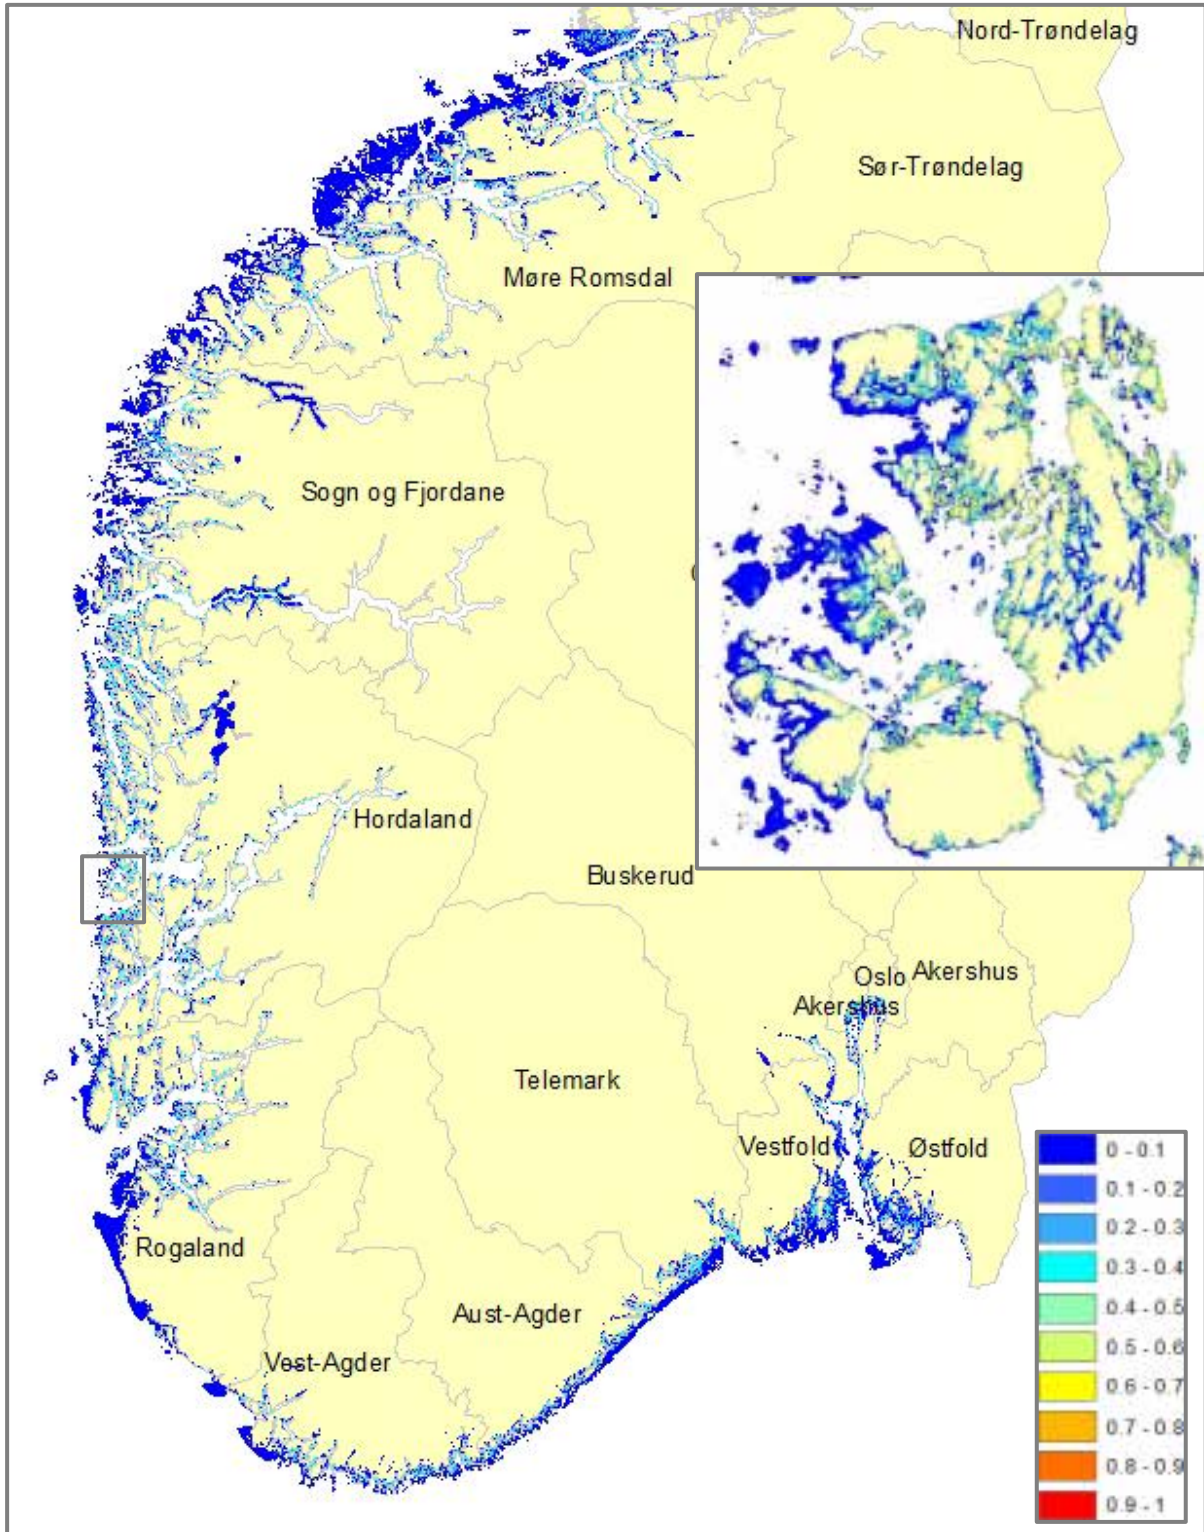 Nord-Trøndelag
Sør-Trøndelag
Møre Romsdal
Sogn og Fjordane
Hordaland
Buskerud
Oslo
Akershus
Akershus
Telemark
Vestfold
Østfold
Rogaland
Aust-Agder
Vest-Agder
0 - 0.1
0.1 - 0.2
0.2 - 0.3
0.3 - 0.4
0.4 - 0.5
0.5 - 0.6
0.6 - 0.7
0.7 - 0.8
0.8 - 0.9
0.9 - 1